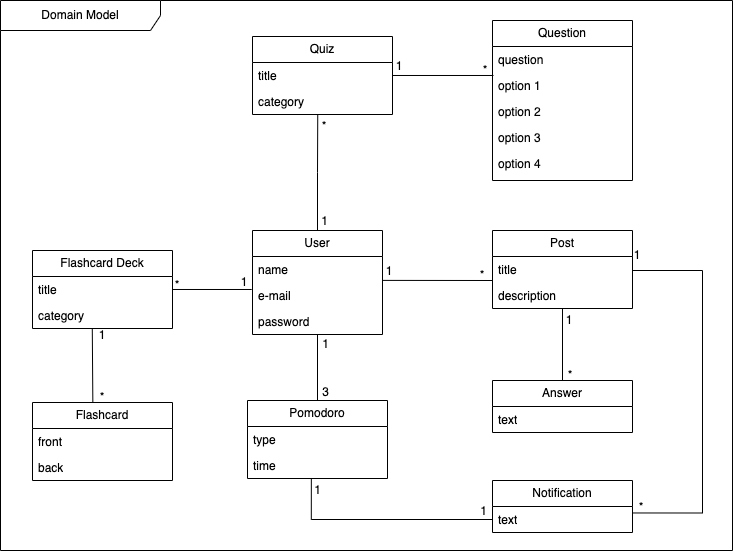 Domain Model
Quiz
title
category
1
*
Question
question
option 1
option 2
option 3
option 4
*
1
User
name
e-mail
password
Flashcard Deck
title
category
*
1
1
*
Post
title
description
1
1
*
Flashcard
front
back
1
3
Pomodoro
type
time
1
*
Answer
text
1
1
Notification
text
*